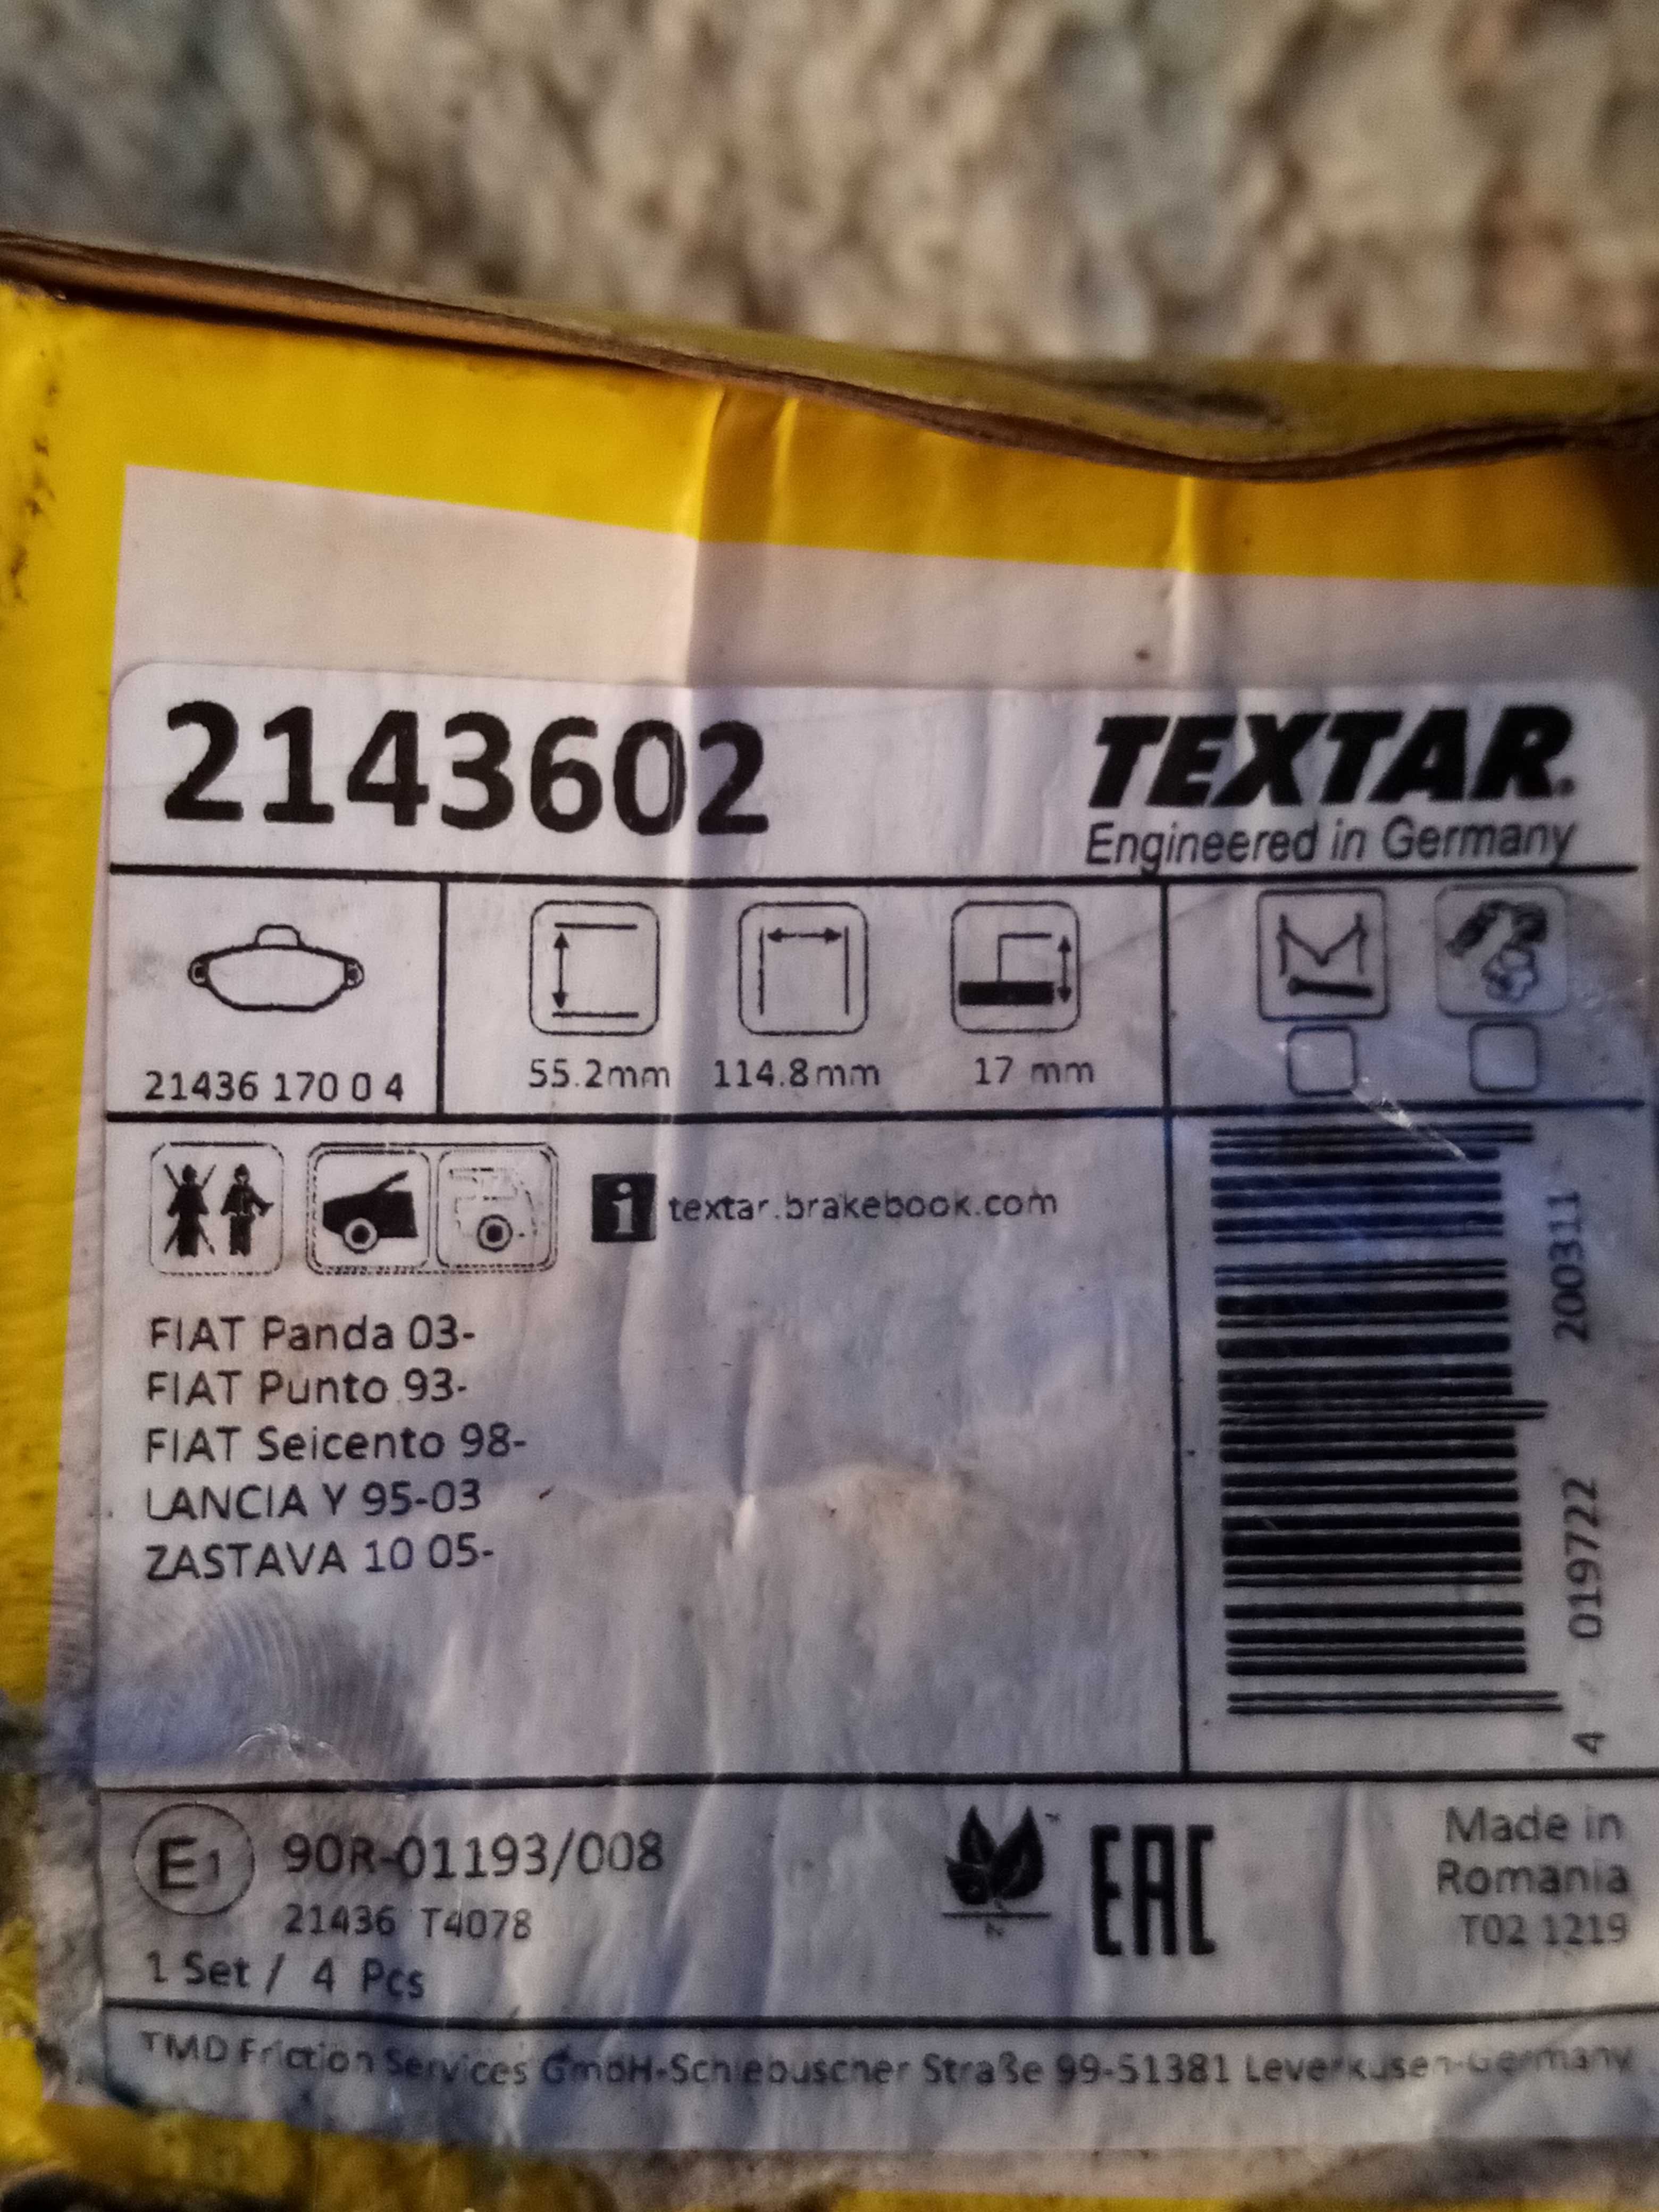 2143602
TEXTAR
Engineered in Germany
21436 170 0 4
55.2mm
114.8mm
17 mm
i textar.brakebook.com
FIAT Panda 03-
FIAT Punto 93-
FIAT Seicento 98-
LANCIA Y 95-03
ZASTAVA 10 05-
4 019722 200311
E1 90R-01193/008
21436 T4078
1 Set / 4 Pcs
N
EAC
Made in
Romania
T02 1219
TMD Friction Services GmbH-Schlebuscher Straße 99-51381 Leverkusen-Germany